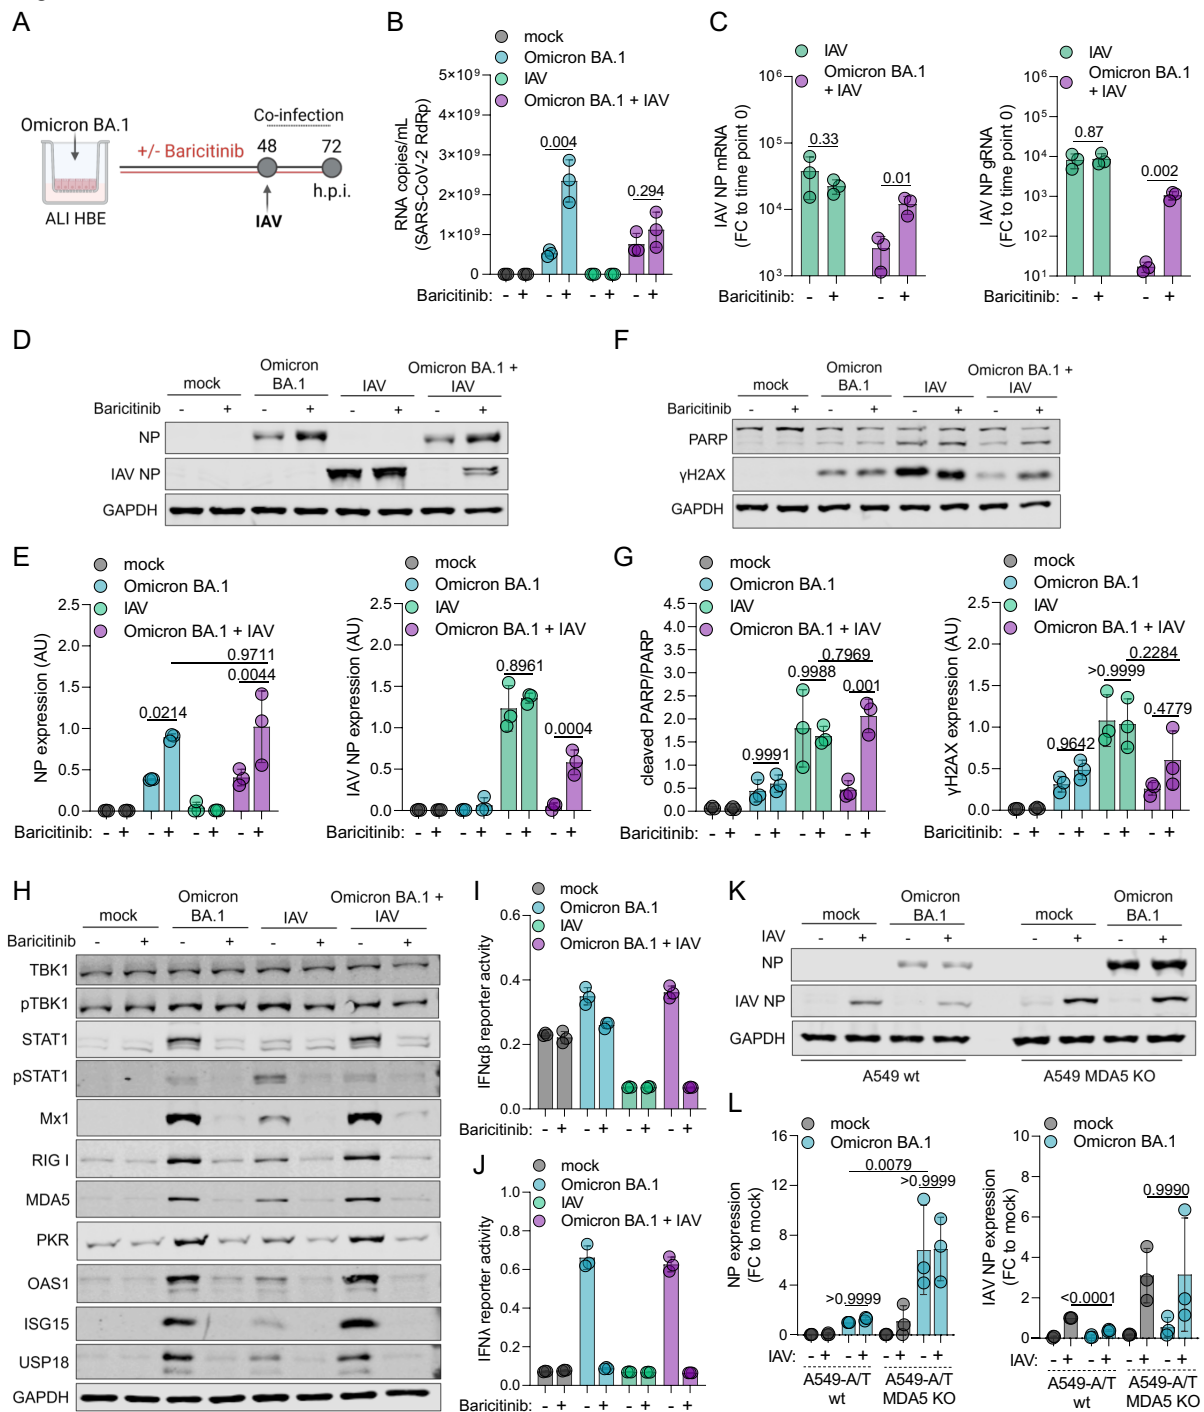 A
Omicron BA.1
+/- Baricitinib
Co-infection
48
72
h.p.i.
IAV
ALI HBE
B
mock
Omicron BA.1
IAV
Omicron BA.1 + IAV
RNA copies/mL
(SARS-CoV-2 RdRp)
5×10⁹
4×10⁹
3×10⁹
2×10⁹
1×10⁹
0
0.004
0.294
Baricitinib: - + - + - + - +
C
IAV
Omicron BA.1
+ IAV
IAV NP mRNA
(FC to time point 0)
10⁶
10⁵
10⁴
10³
0.33
0.01
- + - +
IAV
Omicron BA.1
+ IAV
IAV NP gRNA
(FC to time point 0)
10⁶
10⁵
10⁴
10³
10²
10¹
0.87
0.002
- + - +
D
mock
Omicron
BA.1
IAV
Omicron BA.1 +
IAV
Baricitinib - + - + - + - +
NP
IAV NP
GAPDH
F
mock
Omicron
BA.1
IAV
Omicron BA.1 +
IAV
Baricitinib - + - + - + - +
PARP
γH2AX
GAPDH
E
mock
Omicron BA.1
IAV
Omicron BA.1 + IAV
NP expression (AU)
2.5
2.0
1.5
1.0
0.5
0.0
0.9711
0.0044
0.0214
Baricitinib: - + - + - + - +
mock
Omicron BA.1
IAV
Omicron BA.1 + IAV
IAV NP expression (AU)
2.5
2.0
1.5
1.0
0.5
0.0
0.8961
0.0004
- + - + - + - +
G
mock
Omicron BA.1
IAV
Omicron BA.1 + IAV
cleaved PARP/PARP
4.5
4.0
3.5
3.0
2.5
2.0
1.5
1.0
0.5
0.0
0.7969
0.9988
0.001
0.9991
Baricitinib: - + - + - + - +
mock
Omicron BA.1
IAV
Omicron BA.1 + IAV
γH2AX expression (AU)
2.5
2.0
1.5
1.0
0.5
0.0
0.2284
>0.9999
0.4779
0.9642
- + - + - + - +
H
mock
Omicron
BA.1
IAV
Omicron BA.1 +
IAV
Baricitinib - + - + - + - +
TBK1
pTBK1
STAT1
pSTAT1
Mx1
RIG I
MDA5
PKR
OAS1
ISG15
USP18
GAPDH
I
mock
Omicron BA.1
IAV
Omicron BA.1 + IAV
IFNαβ reporter actvity
0.6
0.4
0.2
0.0
Baricitinib: - + - + - + - +
J
mock
Omicron BA.1
IAV
Omicron BA.1 + IAV
IFNλ reporter activity
1.0
0.8
0.6
0.4
0.2
0.0
Baricitinib: - + - + - + - +
K
mock
Omicron
BA.1
mock
Omicron
BA.1
IAV - + - + - + - +
NP
IAV NP
GAPDH
A549 wt
A549 MDA5 KO
L
mock
Omicron BA.1
NP expression
(FC to mock)
16
12
8
4
0
0.0079
>0.9999
>0.9999
IAV: - + - + - + - +
A549-A/T
wt
A549-A/T
MDA5 KO
mock
Omicron BA.1
IAV NP expression
(FC to mock)
10
8
6
4
2
0
0.9990
<0.0001
IAV: - + - + - + - +
A549-A/T
wt
A549-A/T
MDA5 KO